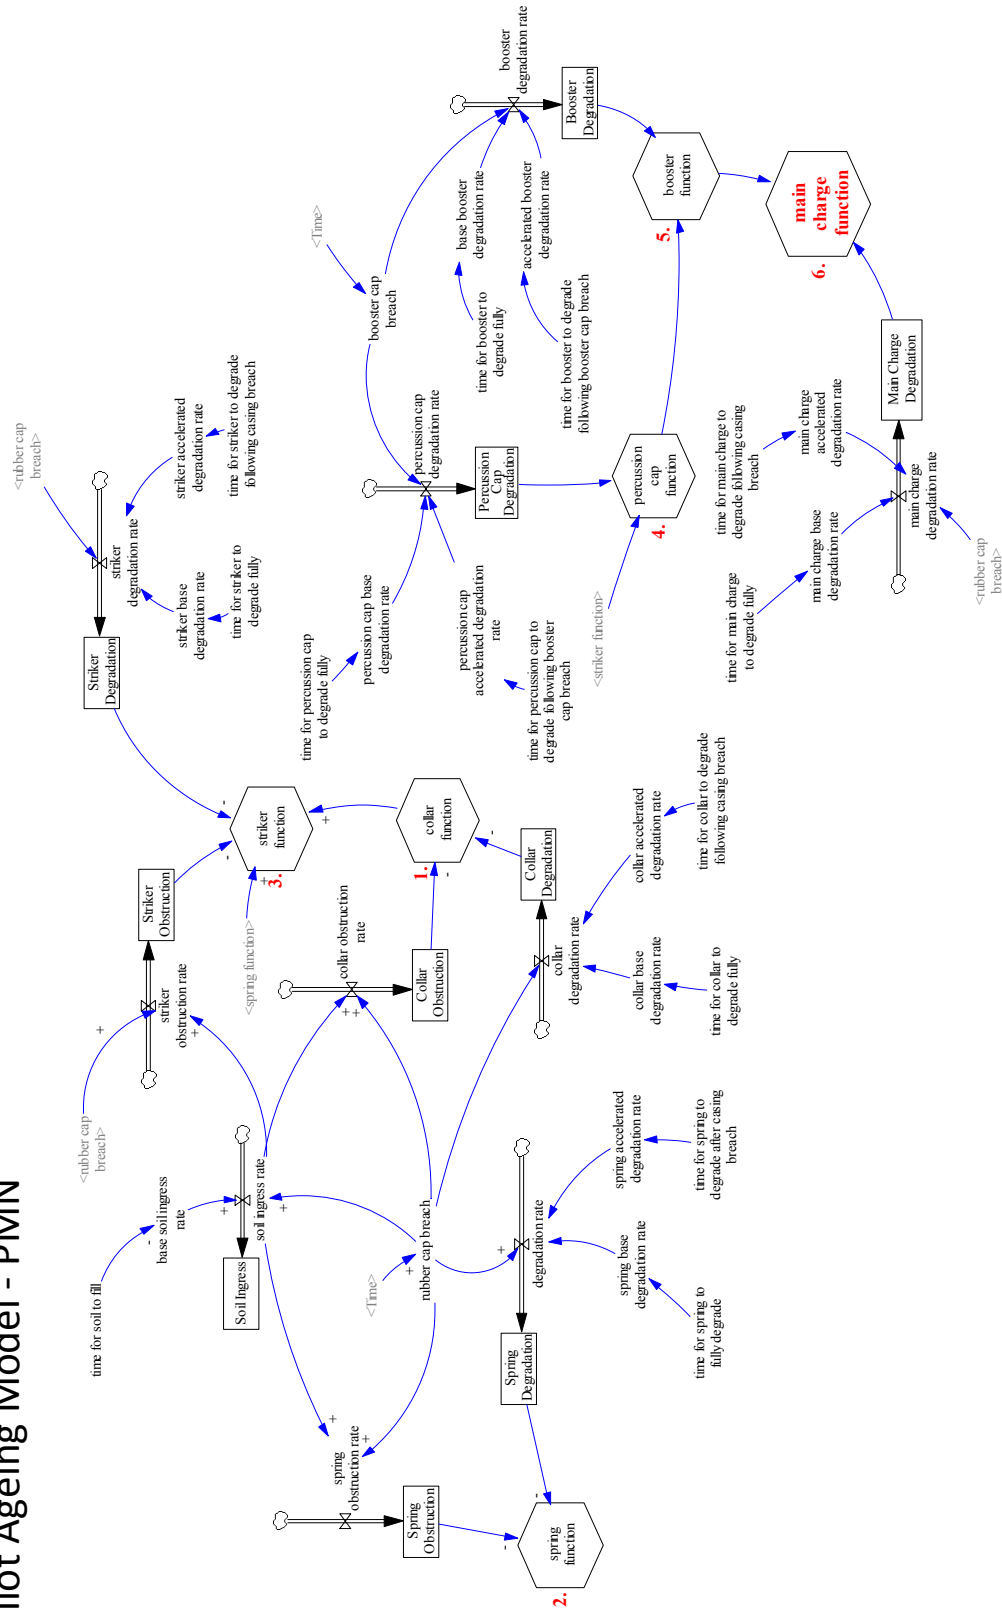 ilot Ageing Model - PMN
time for soil to fill
base soil ingress
rate
-
+
<rubber cap
breach>
+
striker
obstruction rate
+
Striker
Obstruction
-
Striker
Degradation
-
striker
degradation rate
<rubber cap
breach>
striker base
degradation rate
time for striker to
degrade fully
striker accelerated
degradation rate
time for striker to degrade
following casing breach
Soil Ingress
soil ingress rate
+
<spring function>
+
striker
function
3.
+
spring
obstruction rate
+
+
Spring
Obstruction
-
<Time>
+
rubber cap breach
+
collar obstruction
rate
+
+
Collar
Obstruction
-
collar
function
1.
-
spring
function
2.
-
Spring
Degradation
degradation rate
spring base
degradation rate
time for spring to
fully degrade
spring accelerated
degradation rate
time for spring to
degrade after casing
breach
Collar
Degradation
collar
degradation rate
collar base
degradation rate
time for collar to
degrade fully
collar accelerated
degradation rate
time for collar to degrade
following casing breach
<Time>
booster cap
breach
time for percussion cap
to degrade fully
percussion cap base
degradation rate
percussion cap
degradation rate
percussion cap
accelerated degradation
rate
time for percussion cap to
degrade following booster
cap breach
Percussion
Cap
Degradation
<striker function>
percussion
cap
function
4.
time for booster to
degrade fully
base booster
degradation rate
booster
degradation rate
accelerated booster
degradation rate
time for booster to degrade
following booster cap breach
Booster
Degradation
booster
function
5.
main
charge
function
6.
time for main charge
to degrade fully
main charge base
degradation rate
time for main charge to
degrade following casing
breach
main charge
accelerated
degradation rate
main charge
degradation rate
<rubber cap
breach>
Main Charge
Degradation